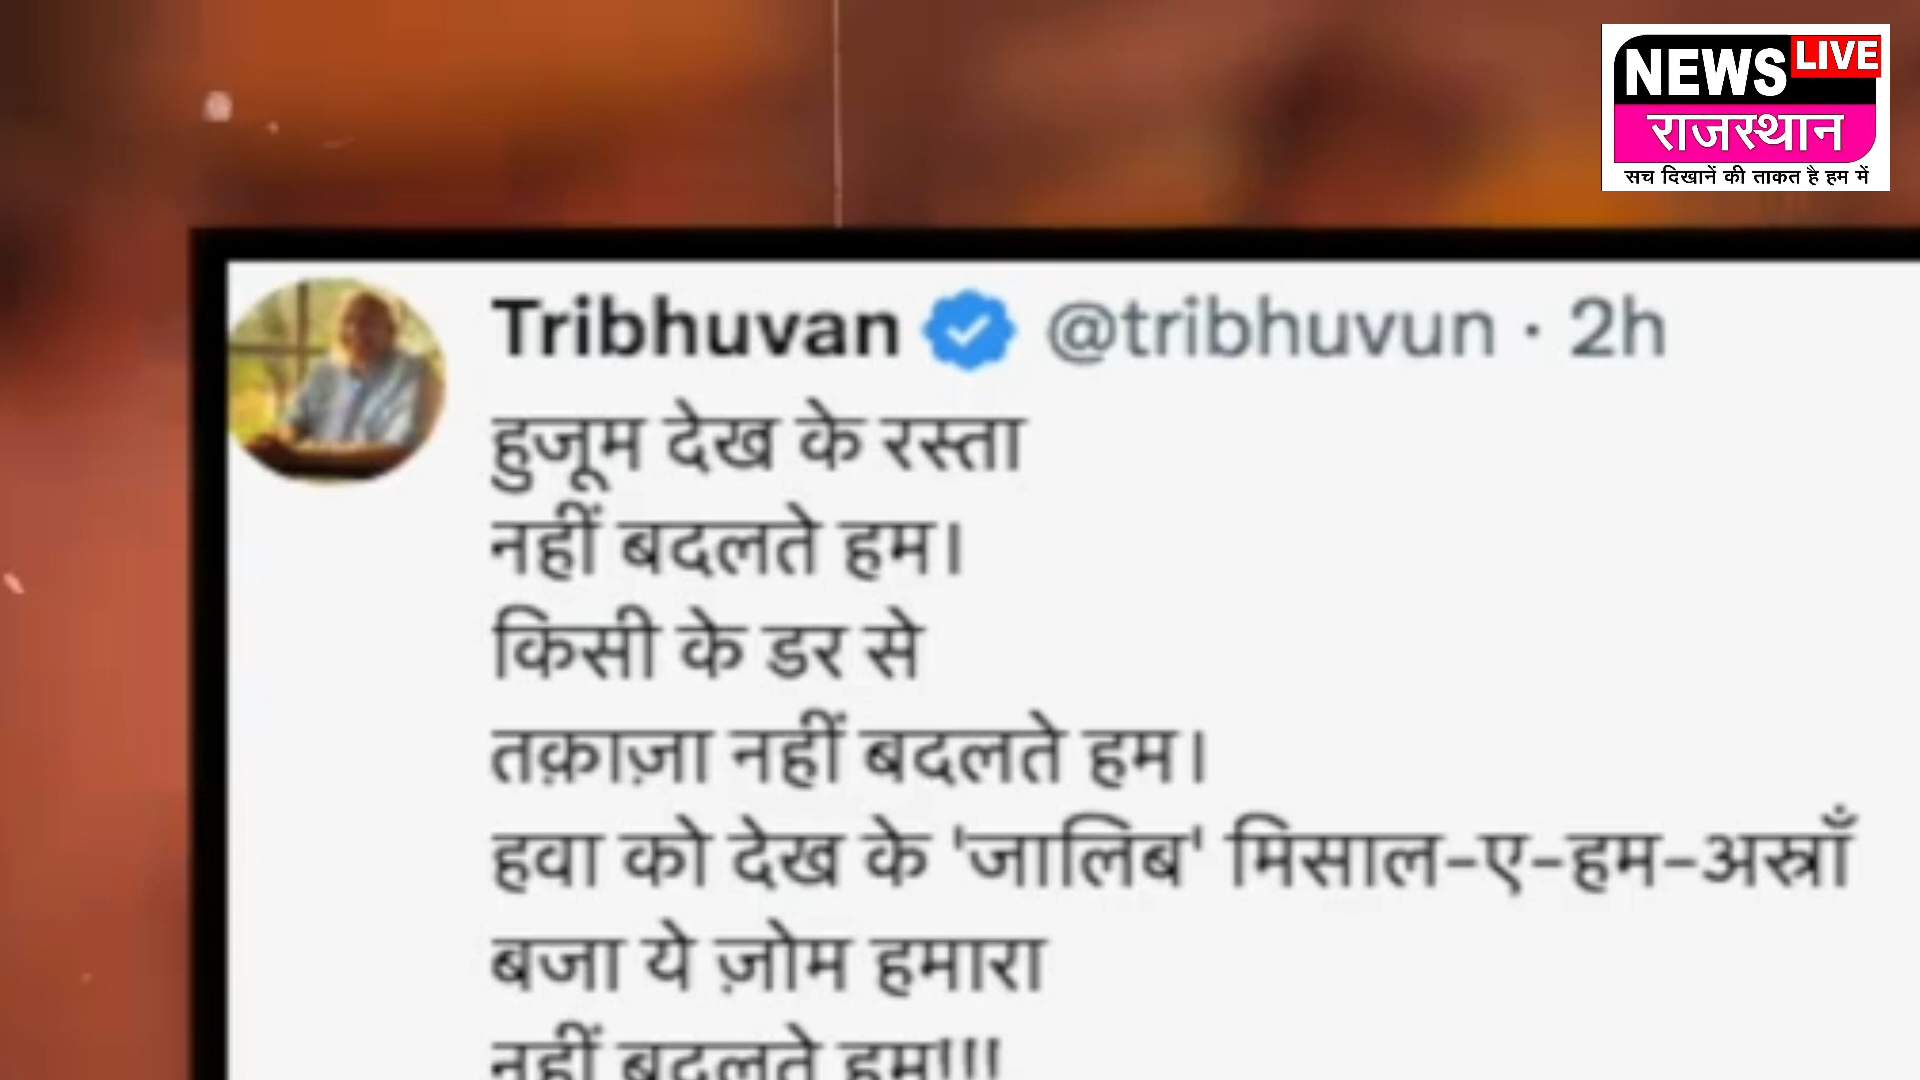 NEWS LIVE
राजस्थान
सच दिखानें की ताकत है हम में
Tribhuvan @tribhuvun · 2h
हुजूम देख के रस्ता
नहीं बदलते हम।
किसी के डर से
तक़ाज़ा नहीं बदलते हम।
हवा को देख के 'जालिब' मिसाल-ए-हम-अस्राँ
बजा ये ज़ोम हमारा
नहीं बदलते हम!!!